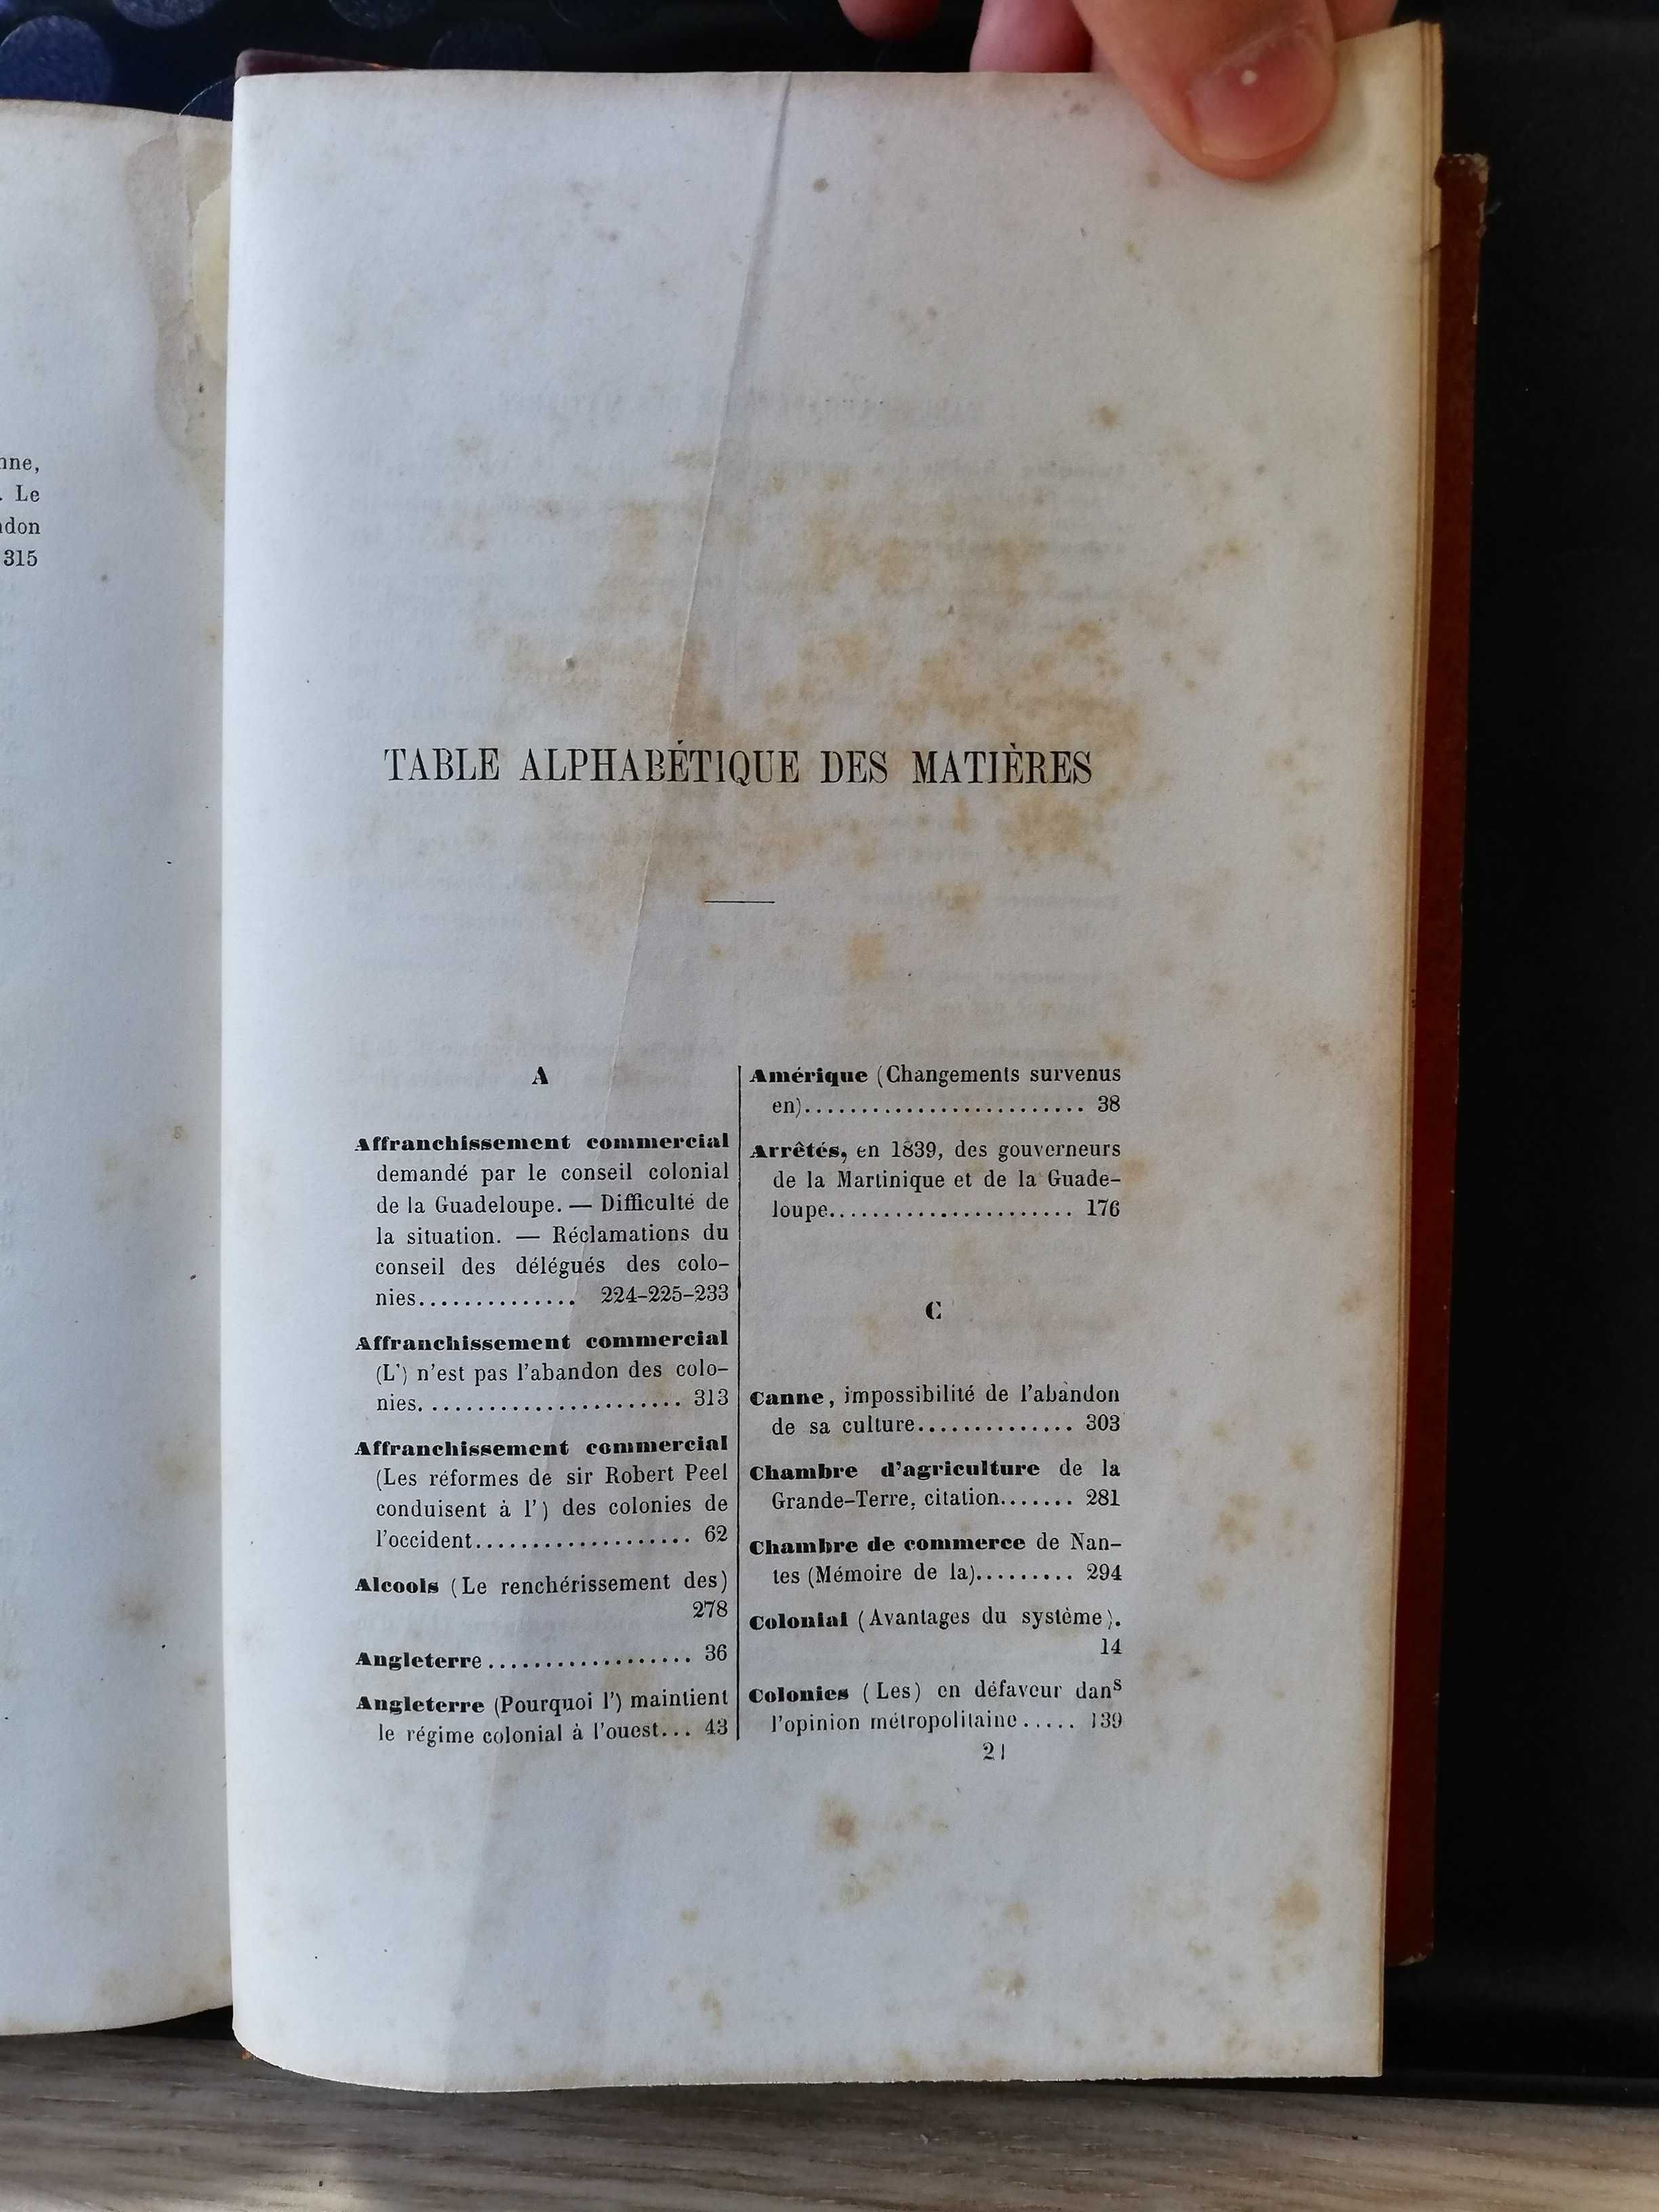 nne,
. Le
ndon
315
TABLE ALPHABÉTIQUE DES MATIÈRES
A
Affranchissement commercial
demandé par le conseil colonial
de la Guadeloupe. — Difficulté de
la situation. — Réclamations du
conseil des délégués des colo-
nies.............. 224-225-233
Affranchissement commercial
(L') n'est pas l'abandon des colo-
nies. ...................... 313
Affranchissement commercial
(Les réformes de sir Robert Peel
conduisent à l') des colonies de
l'occident................... 62
Alcools (Le renchérissement des)
278
Angleterre .................. 36
Angleterre (Pourquoi l') maintient
le régime colonial à l'ouest... 43
Amérique (Changements survenus
en)......................... 38
Arrêtés, en 1839, des gouverneurs
de la Martinique et de la Guade-
loupe...................... 176
C
Canne, impossibilité de l'abandon
de sa culture.............. 303
Chambre d'agriculture de la
Grande-Terre, citation....... 281
Chambre de commerce de Nan-
tes (Mémoire de la)......... 294
Colonial (Avantages du système).
14
Colonies (Les) en défaveur dans
l'opinion métropolitaine ..... 139
21